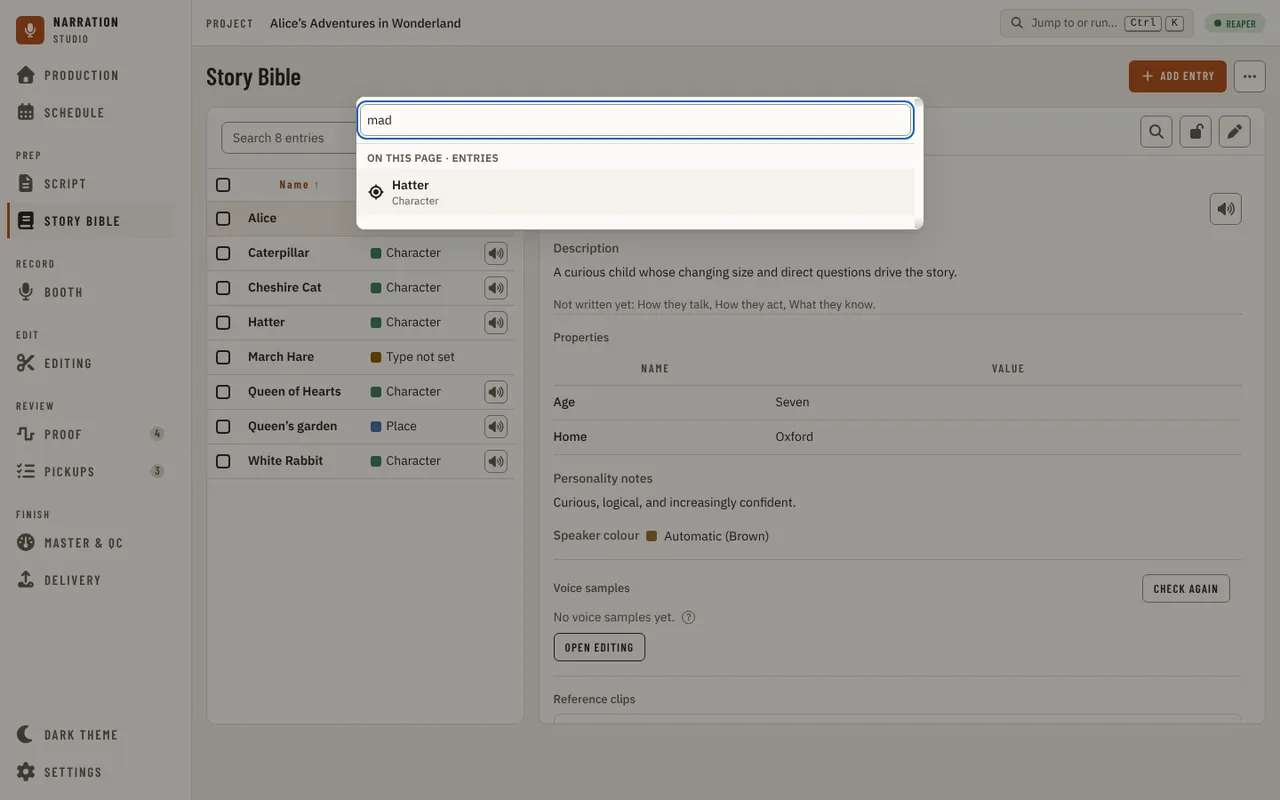 NARRATION
STUDIO
PRODUCTION
SCHEDULE
PREP
SCRIPT
STORY BIBLE
RECORD
BOOTH
EDIT
EDITING
REVIEW
PROOF 4
PICKUPS 3
FINISH
MASTER & QC
DELIVERY
DARK THEME
SETTINGS
PROJECT Alice's Adventures in Wonderland
Jump to or run... Ctrl K
REAPER
Story Bible
ADD ENTRY
mad
ON THIS PAGE · ENTRIES
Hatter
Character
Search 8 entries
Name ↑
Alice
Caterpillar Character
Cheshire Cat Character
Hatter Character
March Hare Type not set
Queen of Hearts Character
Queen's garden Place
White Rabbit Character
Description
A curious child whose changing size and direct questions drive the story.
Not written yet: How they talk, How they act, What they know.
Properties
NAME VALUE
Age Seven
Home Oxford
Personality notes
Curious, logical, and increasingly confident.
Speaker colour Automatic (Brown)
Voice samples
CHECK AGAIN
No voice samples yet. ?
OPEN EDITING
Reference clips